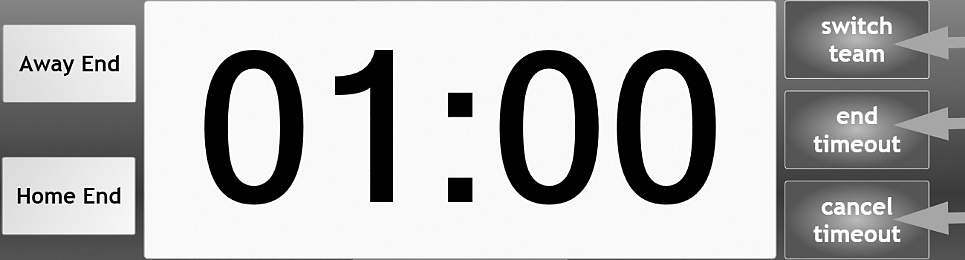 Away End
Home End
01:00
switch
team
end
timeout
cancel
timeout